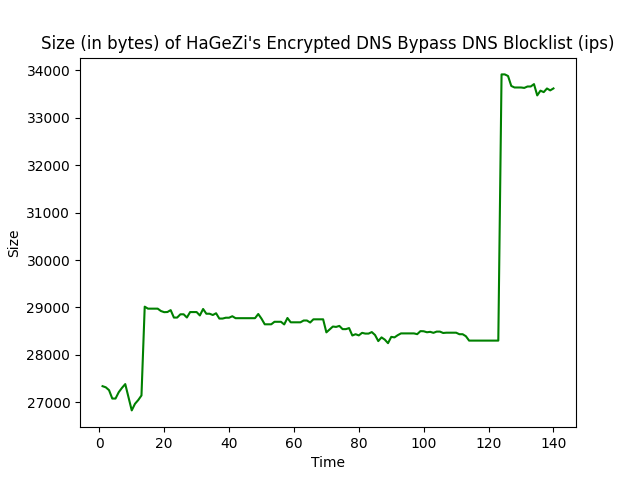 Size (in bytes) of HaGeZi's Encrypted DNS Bypass DNS Blocklist (ips)
34000
33000
32000
31000
30000
29000
28000
27000
Size
0 20 40 60 80 100 120 140
Time